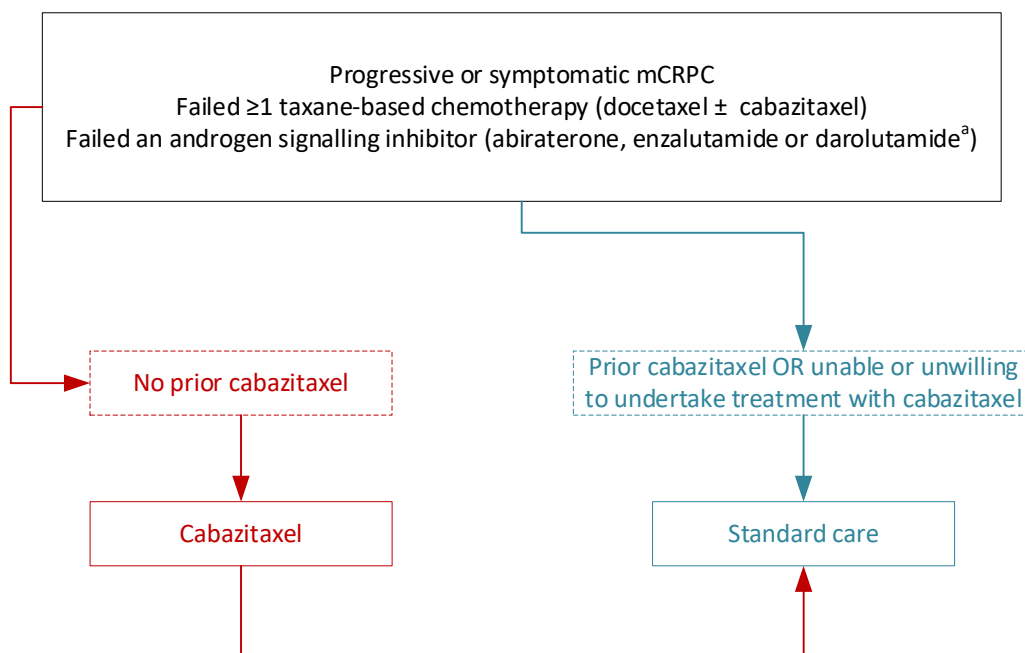 Progressive or symptomatic mCRPC
Failed ≥1 taxane-based chemotherapy (docetaxel ± cabazitaxel)
Failed an androgen signalling inhibitor (abiraterone, enzalutamide or darolutamideᵃ)
No prior cabazitaxel
Prior cabazitaxel OR unable or unwilling
to undertake treatment with cabazitaxel
Cabazitaxel
Standard care